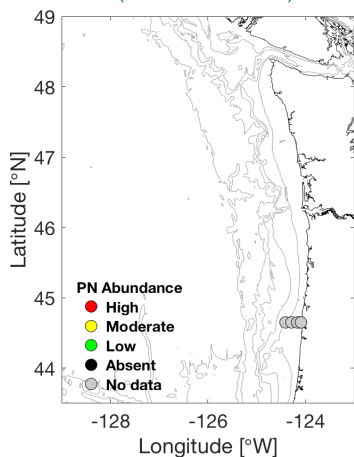 49
48
47
46
45
44
Latitude [°N]
PN Abundance
High
Moderate
Low
Absent
No data
-128
-126
-124
Longitude [°W]